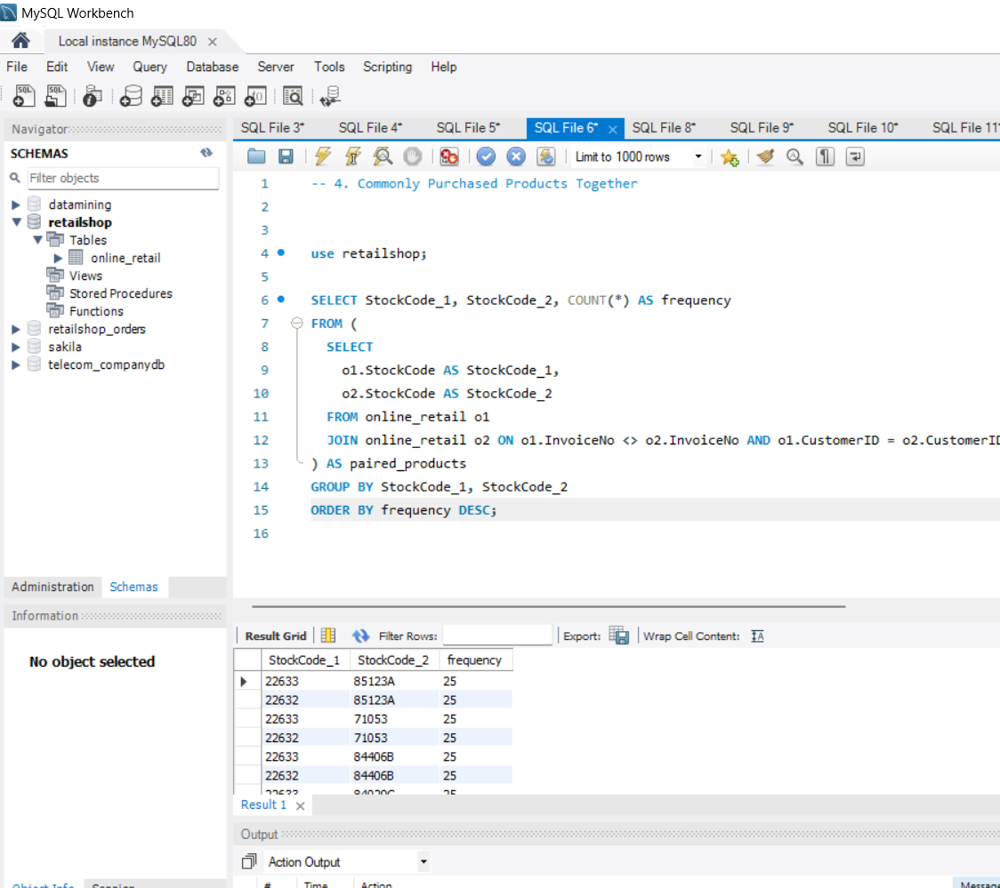 MySQL Workbench
Local instance MySQL80
File Edit View Query Database Server Tools Scripting Help
Navigator
SCHEMAS
Filter objects
datamining
retailshop
Tables
online_retail
Views
Stored Procedures
Functions
retailshop_orders
sakila
telecom_companydb
Administration Schemas
Information
No object selected
SQL File 3* SQL File 4* SQL File 5* SQL File 6* SQL File 8* SQL File 9* SQL File 10* SQL File 11*
Limit to 1000 rows
1 -- 4. Commonly Purchased Products Together
2
3
4 use retailshop;
5
6 SELECT StockCode_1, StockCode_2, COUNT(*) AS frequency
7 FROM (
8 SELECT
9 o1.StockCode AS StockCode_1,
10 o2.StockCode AS StockCode_2
11 FROM online_retail o1
12 JOIN online_retail o2 ON o1.InvoiceNo <> o2.InvoiceNo AND o1.CustomerID = o2.CustomerID
13 ) AS paired_products
14 GROUP BY StockCode_1, StockCode_2
15 ORDER BY frequency DESC;
16
Result Grid Filter Rows: Export: Wrap Cell Content:
StockCode_1 StockCode_2 frequency
22633 85123A 25
22632 85123A 25
22633 71053 25
22632 71053 25
22633 84406B 25
22632 84406B 25
22633 84029G 25
Result 1
Output
Action Output
# Time Action Message
Object Info Session